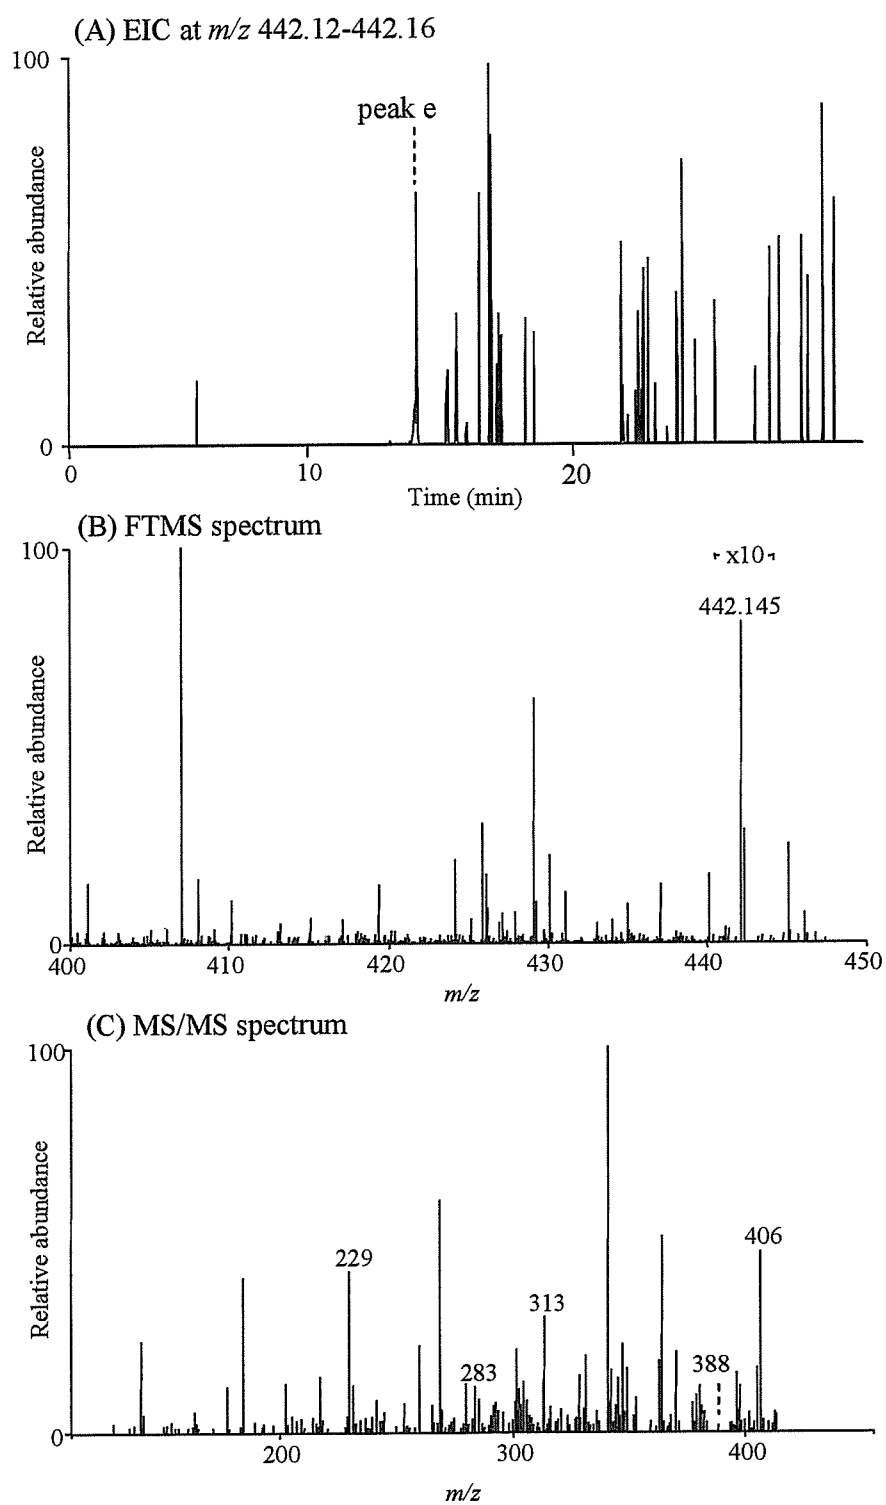 (A) EIC at m/z 442.12-442.16
100
peak e
Relative abundance
0
0 10 20
Time (min)
(B) FTMS spectrum
100
x10
442.145
Relative abundance
0
400 410 420 430 440 450
m/z
(C) MS/MS spectrum
100
406
229
313
388
283
Relative abundance
0
200 300 400
m/z